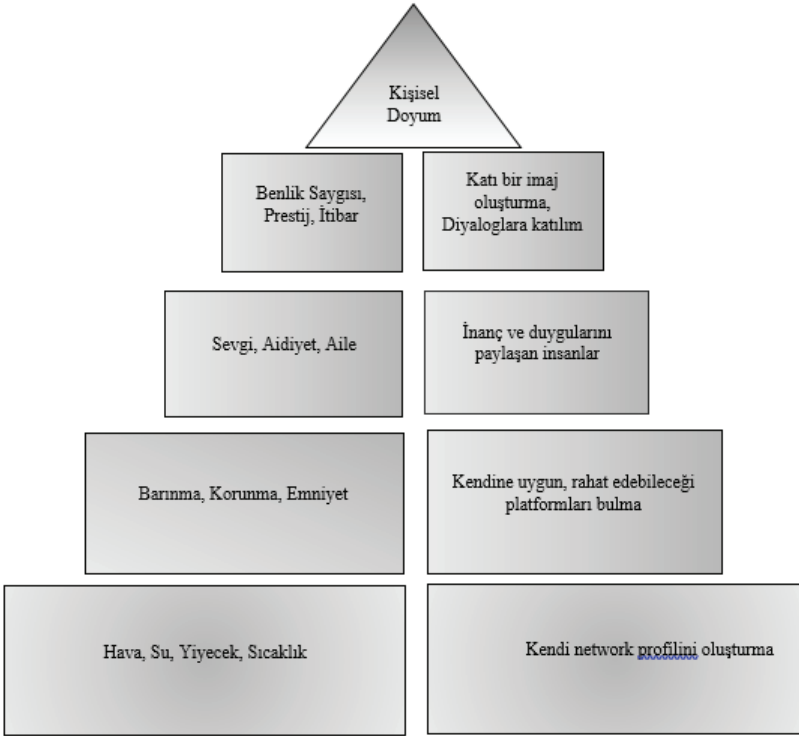 Kişisel
Doyum
Benlik Saygısı,
Prestij, İtibar
Katı bir imaj
oluşturma,
Diyaloglara katılım
Sevgi, Aidiyet, Aile
İnanç ve duygularını
paylaşan insanlar
Barınma, Korunma, Emniyet
Kendine uygun, rahat edebileceği
platformları bulma
Hava, Su, Yiyecek, Sıcaklık
Kendi network profilini oluşturma